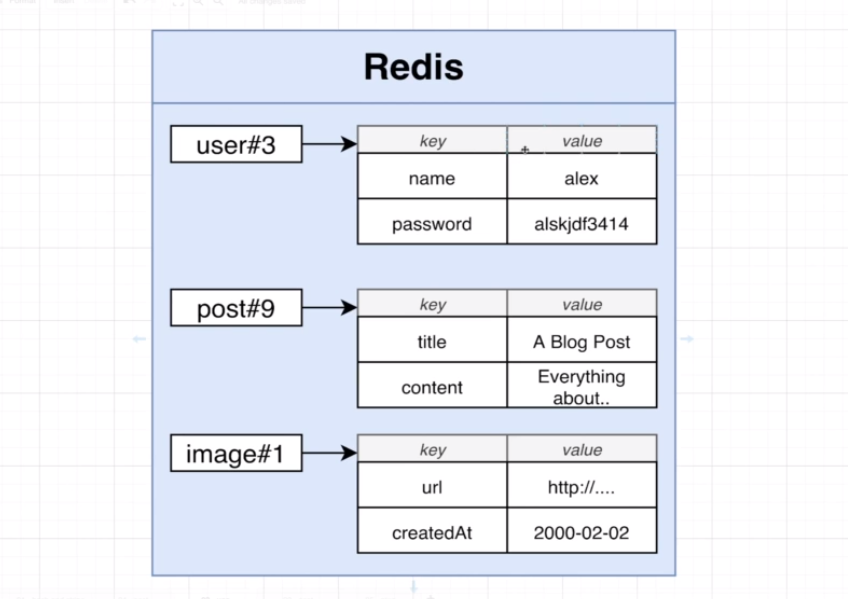 Redis
user#3
key value
name alex
password alskjdf3414
post#9
key value
title A Blog Post
content Everything
about..
image#1
key value
url http://....
createdAt 2000-02-02